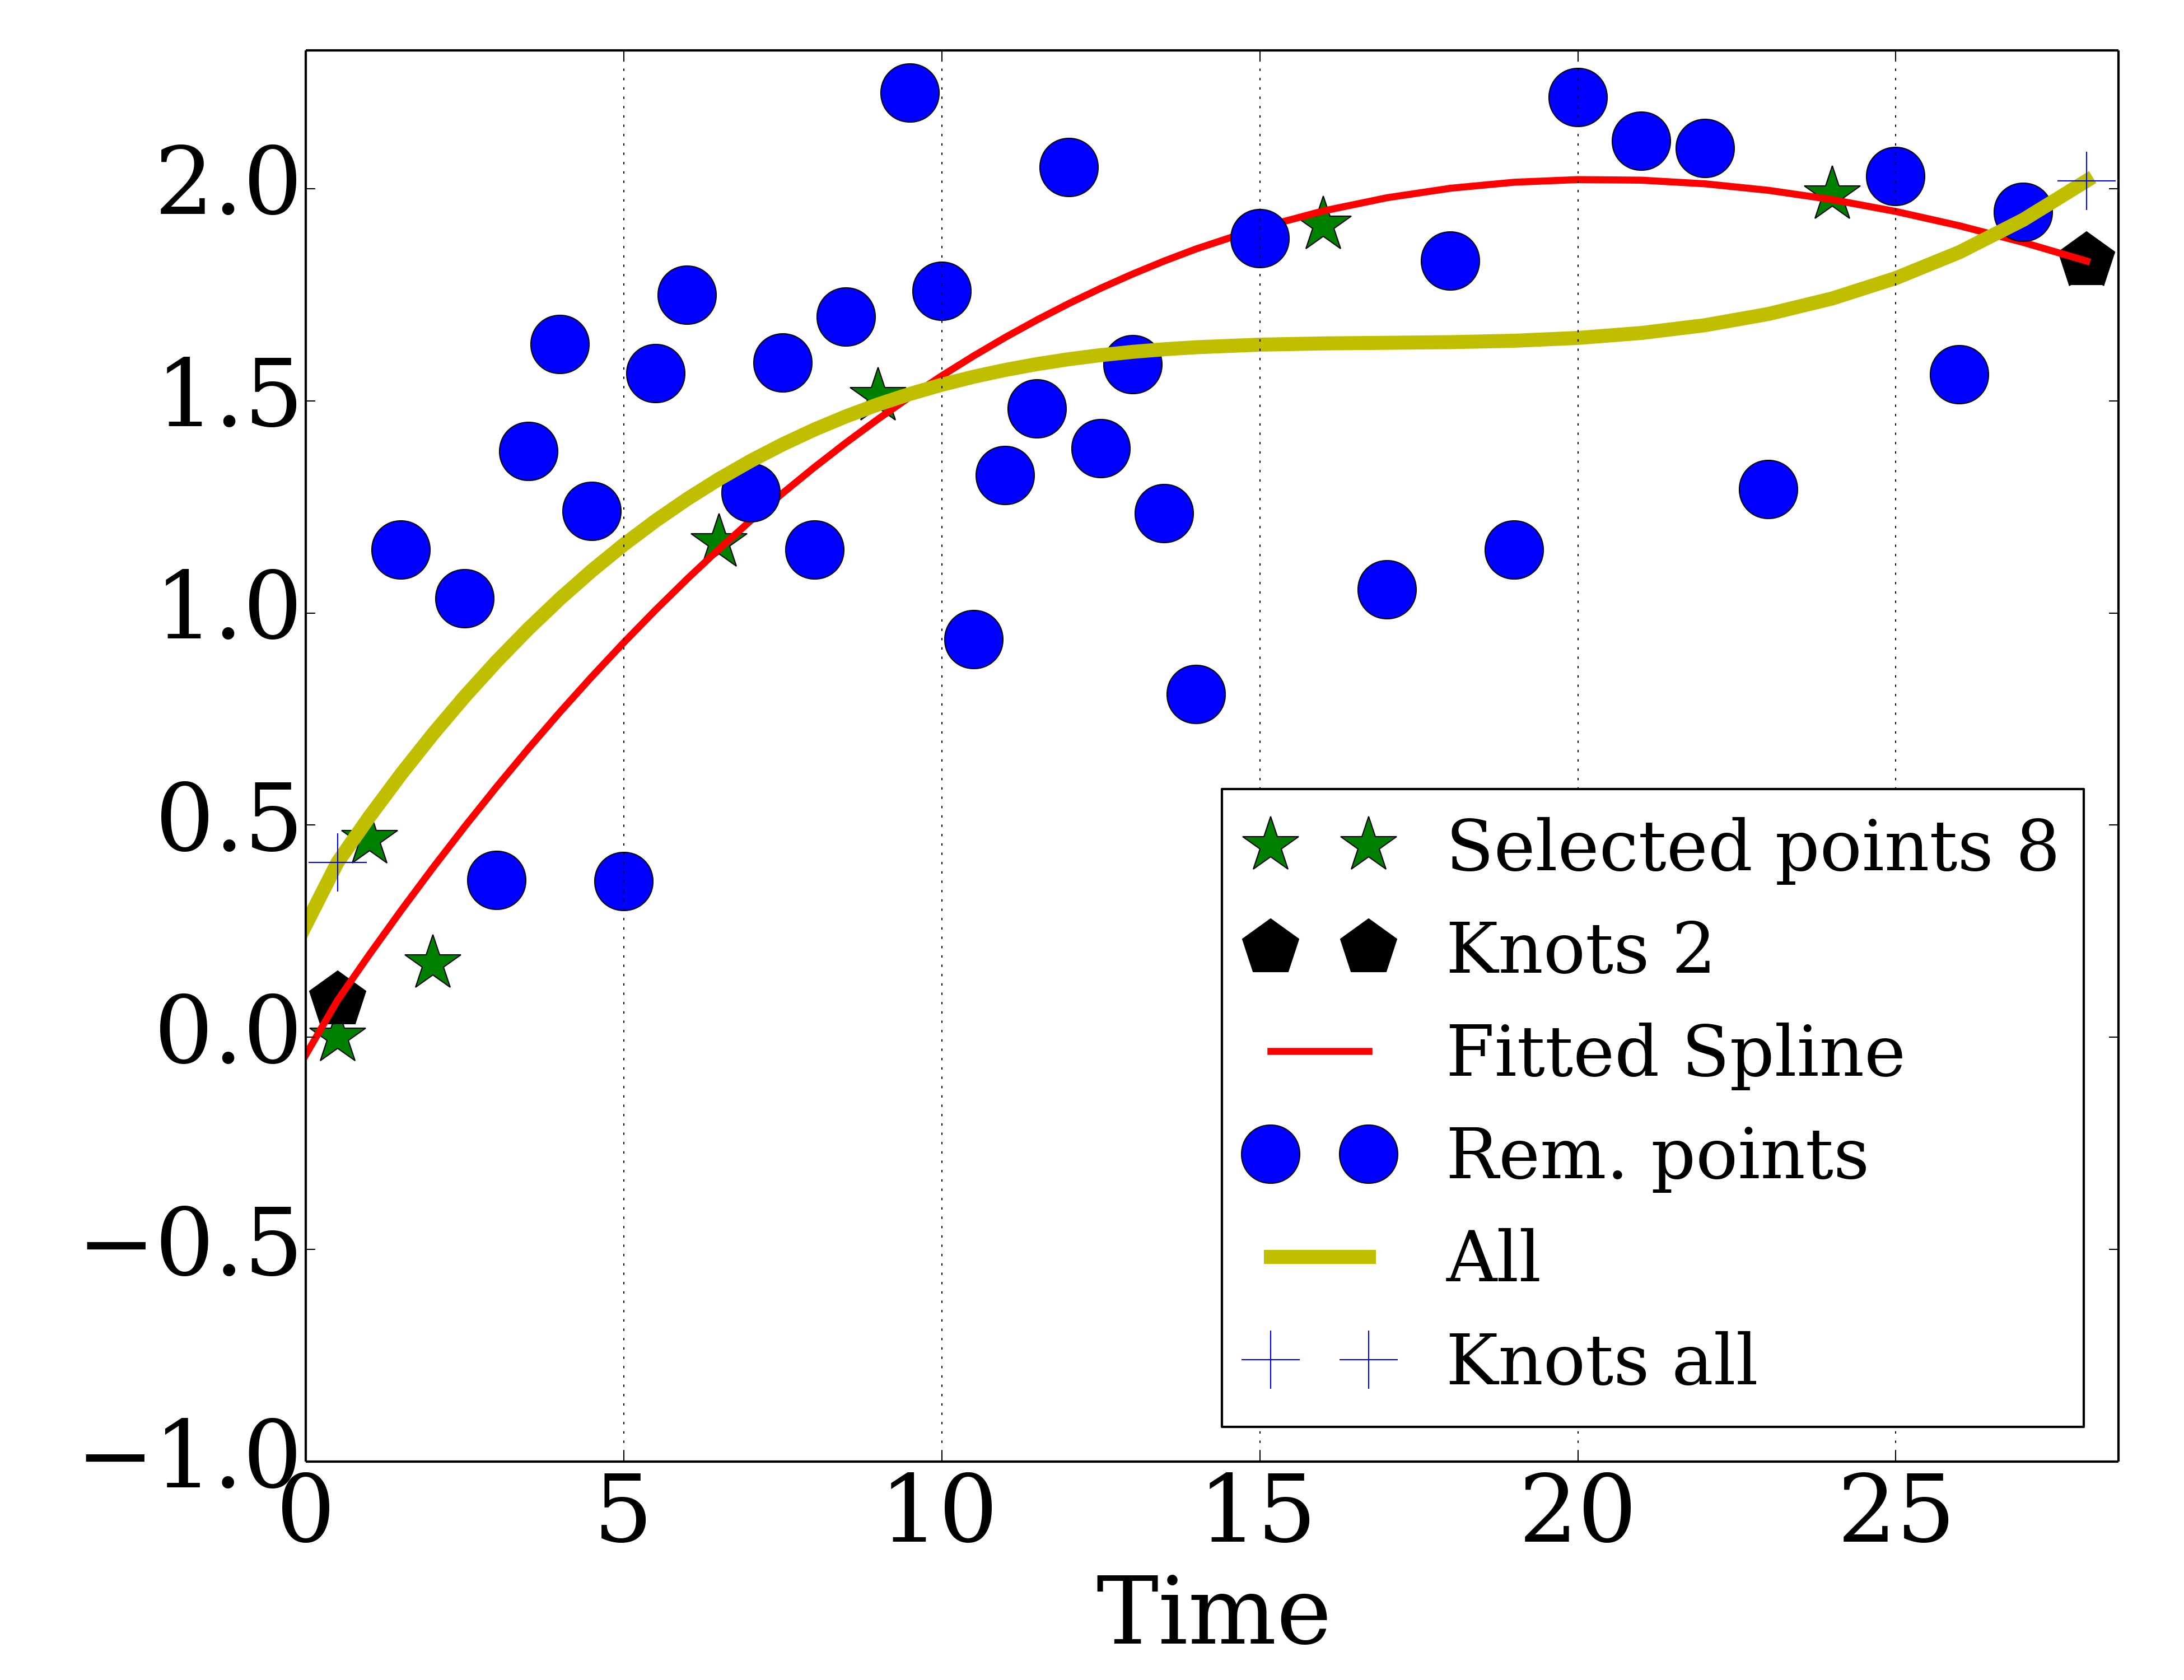 2.0
1.5
1.0
0.5
0.0
−0.5
−1.0
0 5 10 15 20 25
Time
Selected points 8
Knots 2
Fitted Spline
Rem. points
All
Knots all